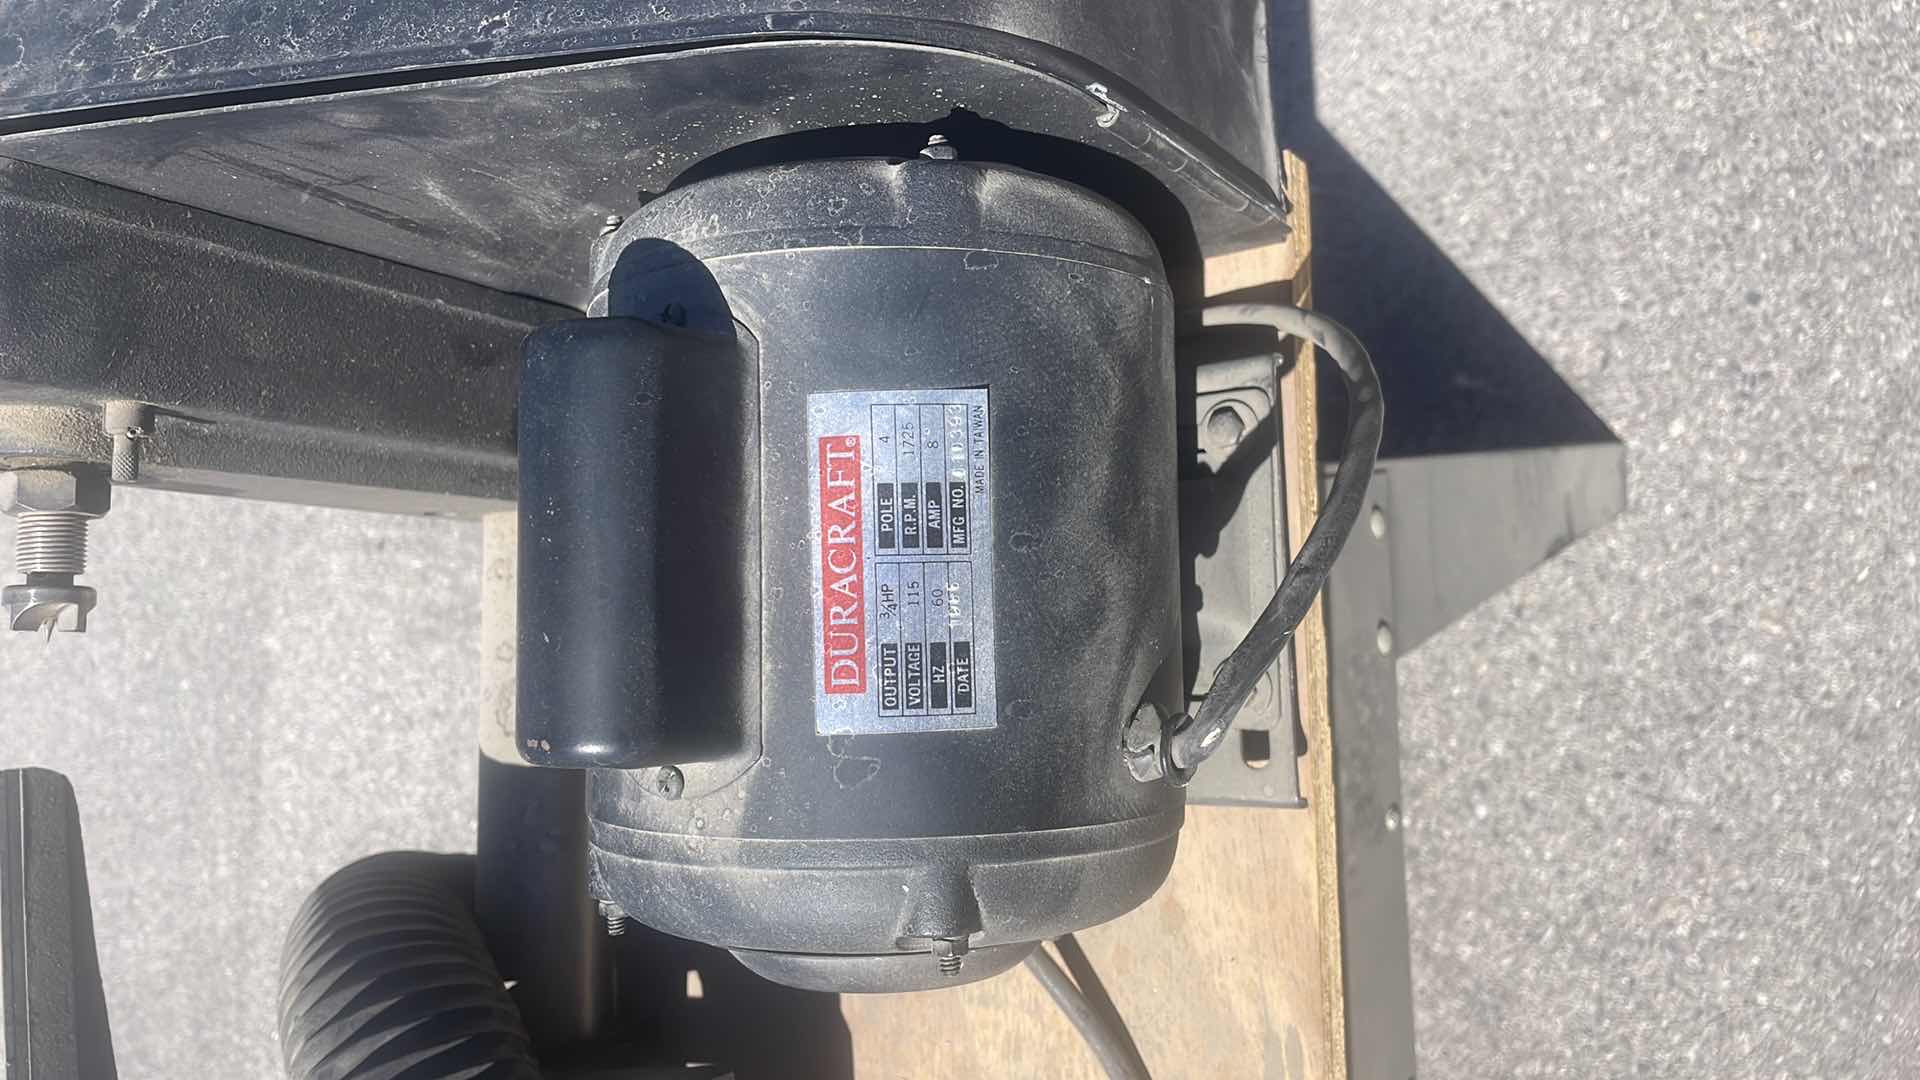 DURACRAFT®
OUTPUT 3/4HP POLE 4
VOLTAGE 115 R.P.M. 1725
HZ 60 AMP 8
DATE MFG NO.
MADE IN TAIWAN